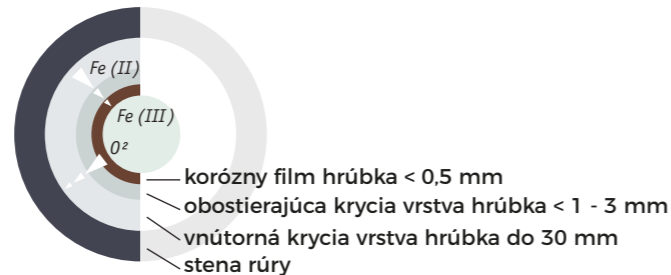 Fe (II)
Fe (III)
O²
korózny film hrúbka < 0,5 mm
obostierajúca krycia vrstva hrúbka < 1 - 3 mm
vnútorná krycia vrstva hrúbka do 30 mm
stena rúry